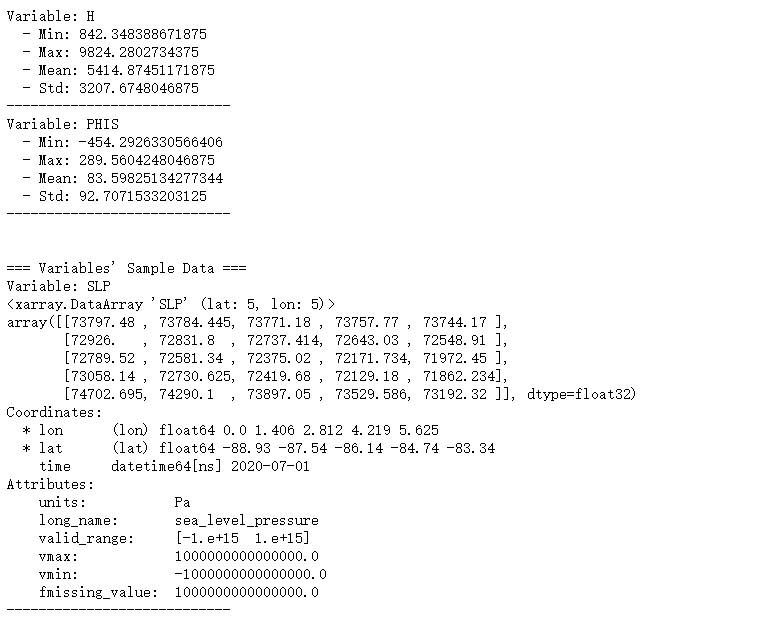 Variable: H
  - Min: 842.348388671875
  - Max: 9824.2802734375
  - Mean: 5414.87451171875
  - Std: 3207.6748046875
----------------------------
Variable: PHIS
  - Min: -454.2926330566406
  - Max: 289.5604248046875
  - Mean: 83.59825134277344
  - Std: 92.7071533203125
----------------------------
=== Variables' Sample Data ===
Variable: SLP
<xarray.DataArray 'SLP' (lat: 5, lon: 5)>
array([[73797.48 , 73784.445, 73771.18 , 73757.77 , 73744.17 ],
       [72926.   , 72831.8  , 72737.414, 72643.03 , 72548.91 ],
       [72789.52 , 72581.34 , 72375.02 , 72171.734, 71972.45 ],
       [73058.14 , 72730.625, 72419.68 , 72129.18 , 71862.234],
       [74702.695, 74290.1  , 73897.05 , 73529.586, 73192.32 ]], dtype=float32)
Coordinates:
  * lon      (lon) float64 0.0 1.406 2.812 4.219 5.625
  * lat      (lat) float64 -88.93 -87.54 -86.14 -84.74 -83.34
    time     datetime64[ns] 2020-07-01
Attributes:
    units:           Pa
    long_name:       sea_level_pressure
    valid_range:     [-1.e+15  1.e+15]
    vmax:            1000000000000000.0
    vmin:            -1000000000000000.0
    fmissing_value:  1000000000000000.0
----------------------------